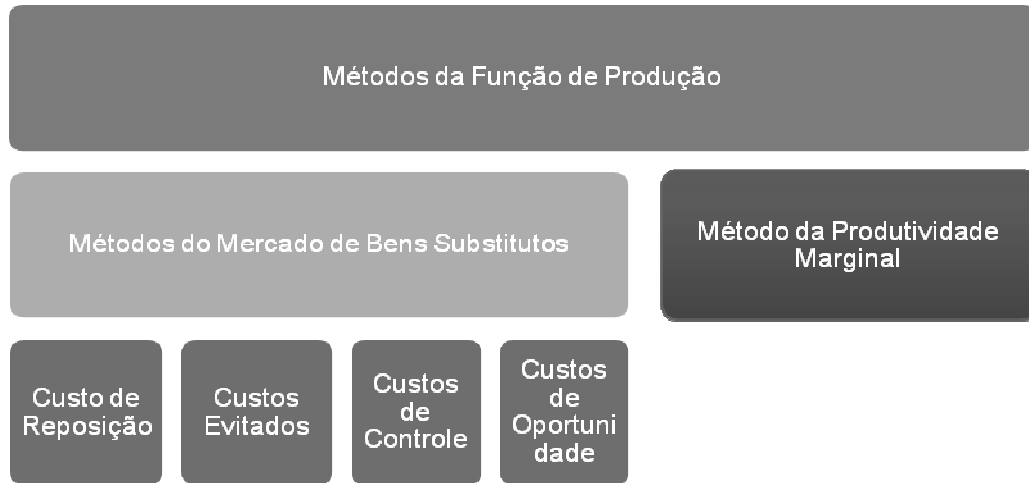 Métodos da Função de Produção
Métodos do Mercado de Bens Substitutos
Método da Produtividade
Marginal
Custo de
Reposição
Custos
Evitados
Custos
de
Controle
Custos
de
Oportuni
dade